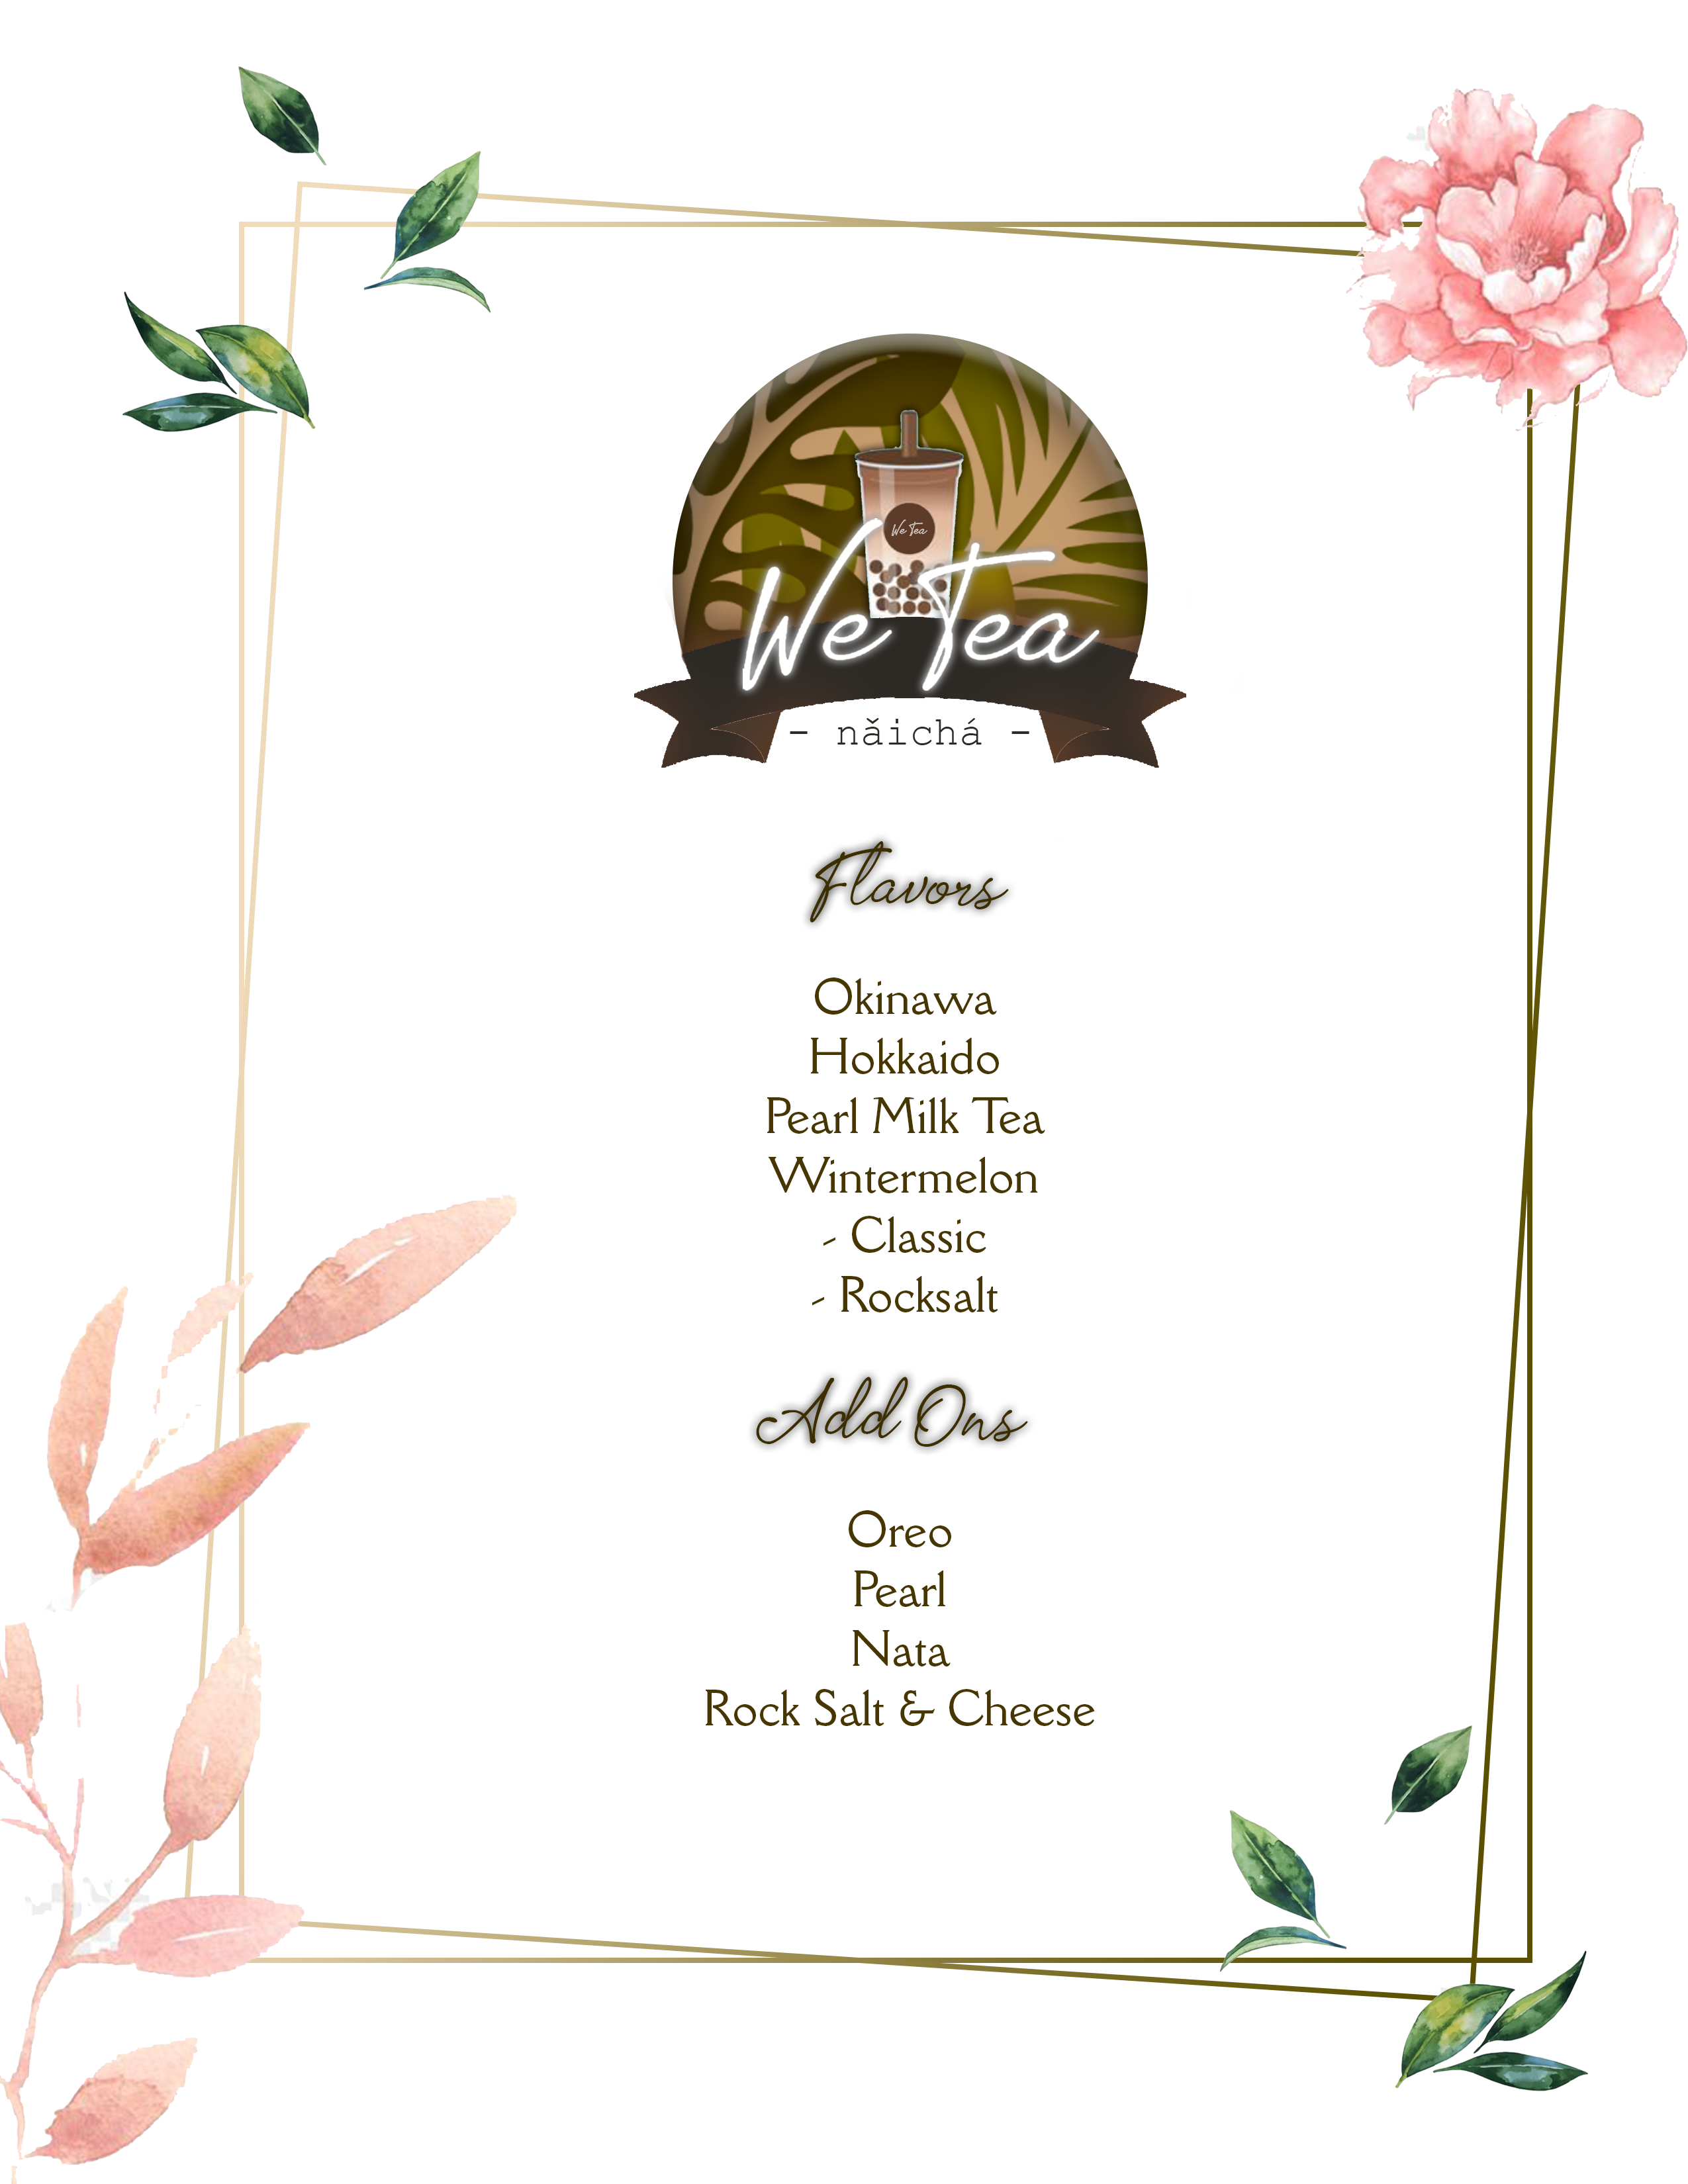 We Tea
We Tea
- năichá -
Flavors
Okinawa
Hokkaido
Pearl Milk Tea
Wintermelon
- Classic
- Rocksalt
Add Ons
Oreo
Pearl
Nata
Rock Salt & Cheese